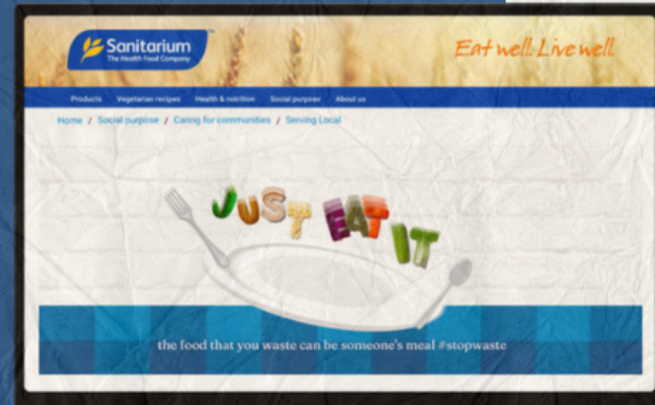 Sanitarium™
The Health Food Company
Eat well. Live well.
Products Vegetarian recipes Health & nutrition Social purpose About us
Home / Social purpose / Caring for communities / Serving Local
JUST EAT IT
the food that you waste can be someone's meal #stopwaste